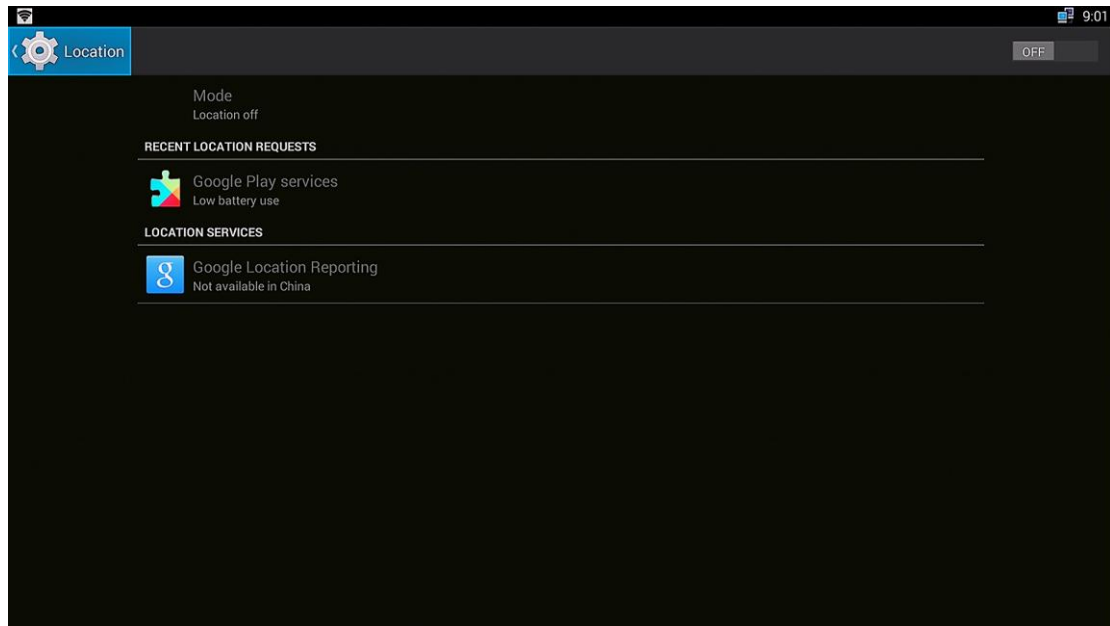 9:01
Location
OFF
Mode
Location off
RECENT LOCATION REQUESTS
Google Play services
Low battery use
LOCATION SERVICES
g
Google Location Reporting
Not available in China